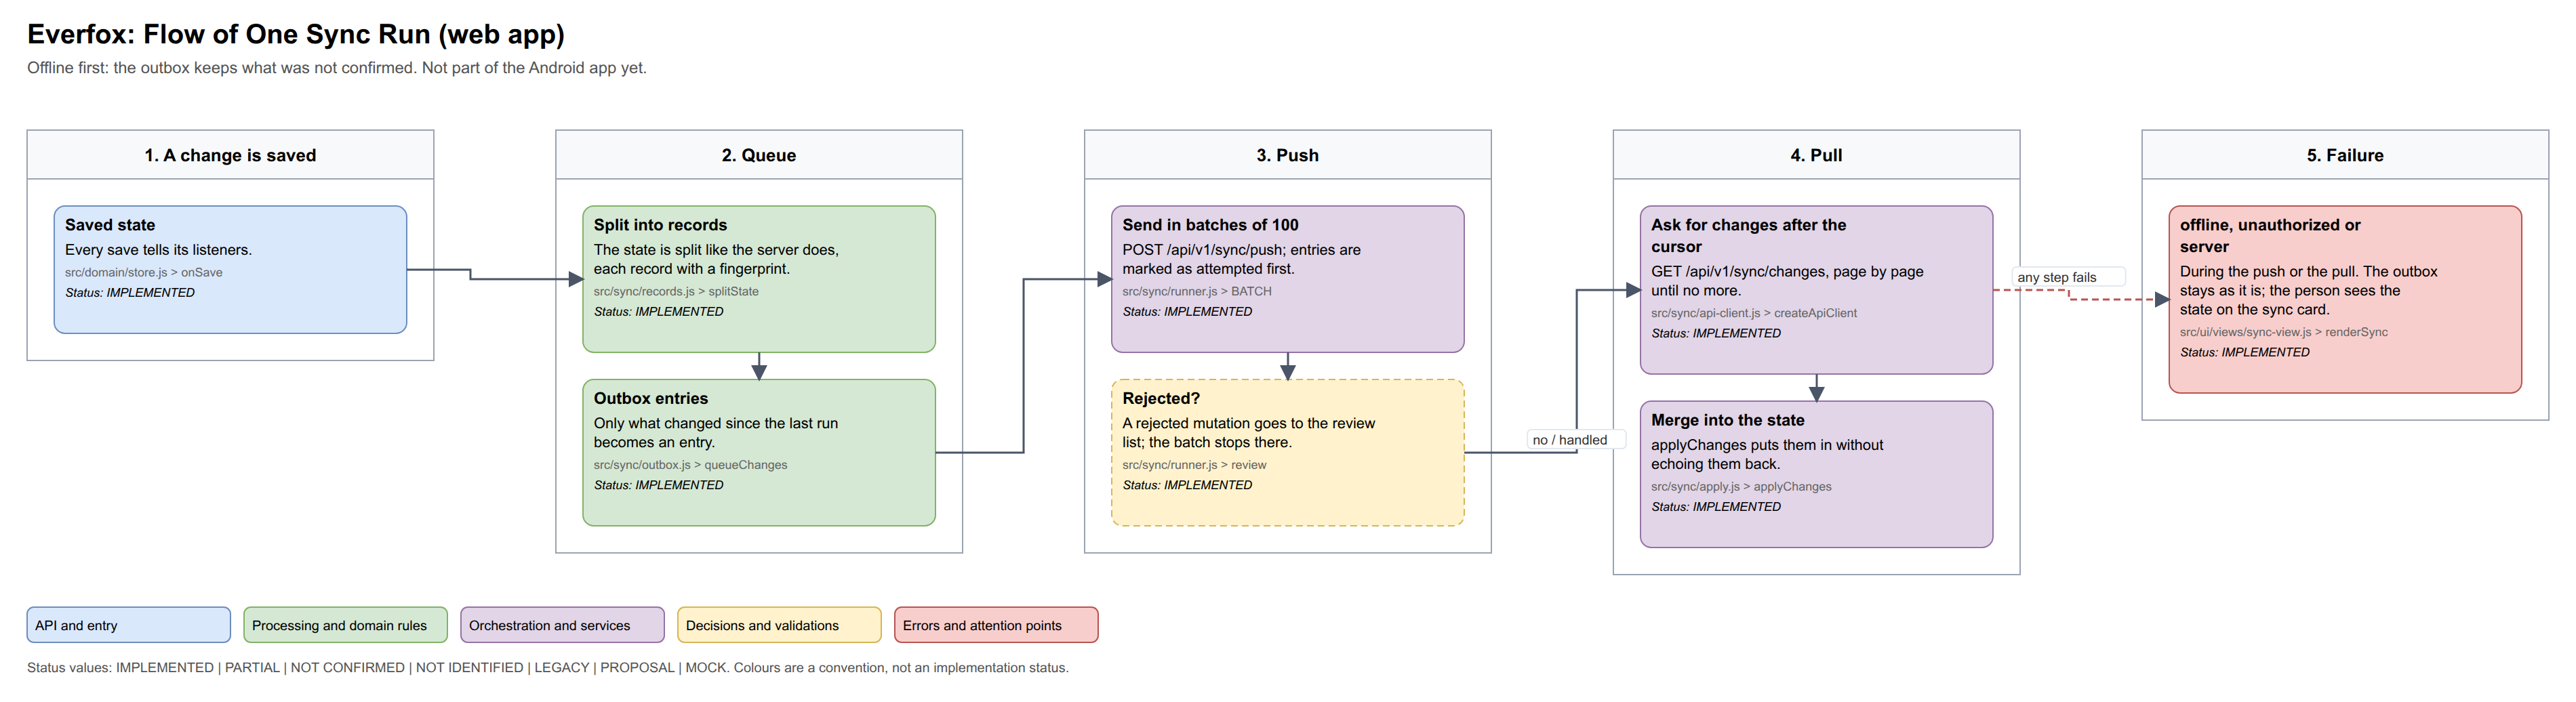 Everfox: Flow of One Sync Run (web app)
Offline first: the outbox keeps what was not confirmed. Not part of the Android app yet.
1. A change is saved
Saved state
Every save tells its listeners.
src/domain/store.js > onSave
Status: IMPLEMENTED
2. Queue
Split into records
The state is split like the server does,
each record with a fingerprint.
src/sync/records.js > splitState
Status: IMPLEMENTED
Outbox entries
Only what changed since the last run
becomes an entry.
src/sync/outbox.js > queueChanges
Status: IMPLEMENTED
3. Push
Send in batches of 100
POST /api/v1/sync/push; entries are
marked as attempted first.
src/sync/runner.js > BATCH
Status: IMPLEMENTED
Rejected?
A rejected mutation goes to the review
list; the batch stops there.
src/sync/runner.js > review
Status: IMPLEMENTED
no / handled
4. Pull
Ask for changes after the
cursor
GET /api/v1/sync/changes, page by page
until no more.
src/sync/api-client.js > createApiClient
Status: IMPLEMENTED
Merge into the state
applyChanges puts them in without
echoing them back.
src/sync/apply.js > applyChanges
Status: IMPLEMENTED
any step fails
5. Failure
offline, unauthorized or
server
During the push or the pull. The outbox
stays as it is; the person sees the
state on the sync card.
src/ui/views/sync-view.js > renderSync
Status: IMPLEMENTED
API and entry
Processing and domain rules
Orchestration and services
Decisions and validations
Errors and attention points
Status values: IMPLEMENTED | PARTIAL | NOT CONFIRMED | NOT IDENTIFIED | LEGACY | PROPOSAL | MOCK. Colours are a convention, not an implementation status.